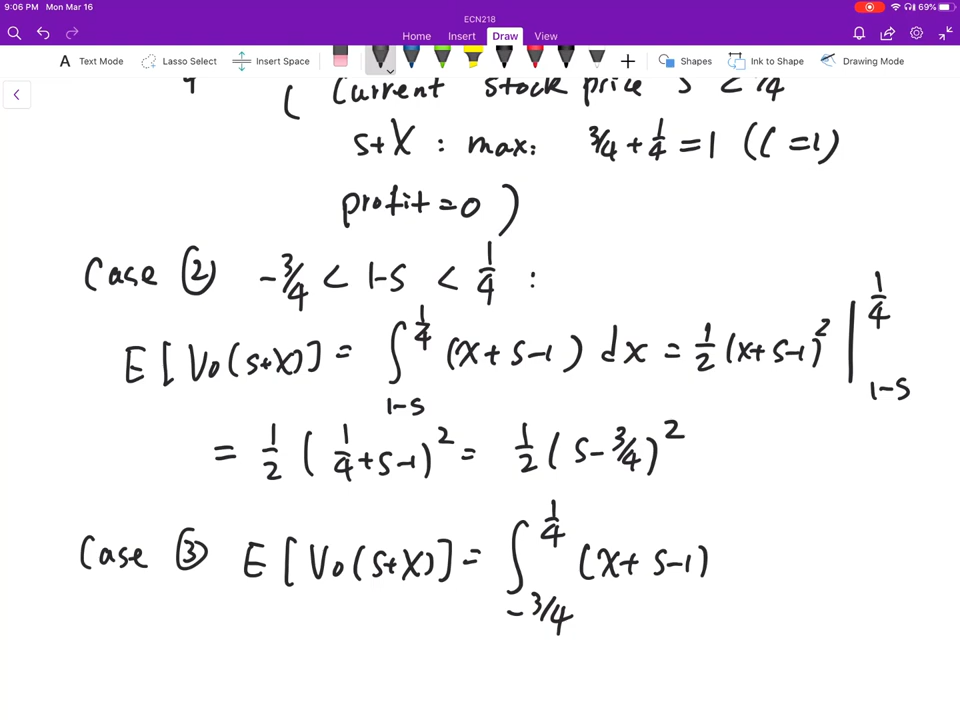 9:06 PM Mon Mar 16
69%
ECN218
Home Insert Draw View
Text Mode Lasso Select Insert Space Shapes Ink to Shape Drawing Mode
( Current stock price s < 3/4
s+X : max: 3/4 + 1/4 = 1 (C = 1)
profit = 0 )
Case ② -3/4 < 1-s < 1/4 :
E[V₀(s+X)] = ∫_{1-s}^{1/4} (x+s-1) dx = 1/2 (x+s-1)² |_{1-s}^{1/4}
= 1/2 ( 1/4 + s-1)² = 1/2 ( s - 3/4 )²
Case ③ E[V₀(s+X)] = ∫_{-3/4}^{1/4} (x+ s-1)